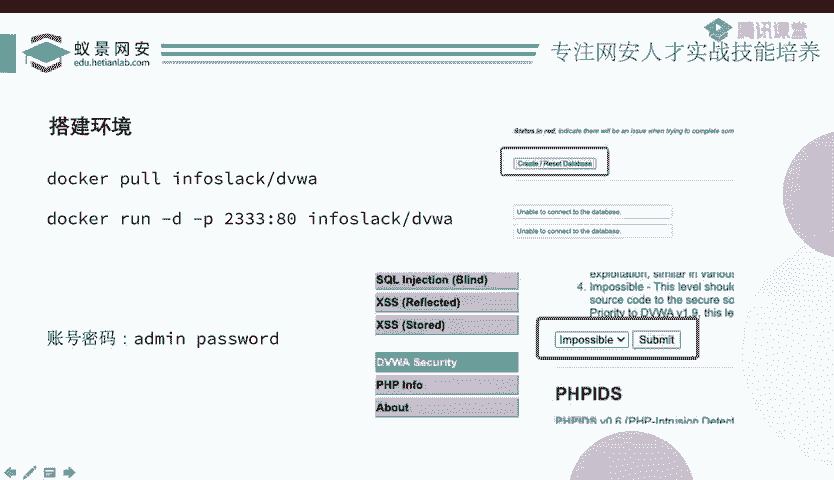 蚁景网安
edu.hetianlab.com
腾讯课堂
专注网安人才实战技能培养
搭建环境
docker pull infoslack/dvwa
docker run -d -p 2333:80 infoslack/dvwa
账号密码：admin password
Status in red, indicate there will be an issue when trying to complete som
Create / Reset Database
Unable to connect to the database.
Unable to connect to the database.
SQL Injection (Blind)
XSS (Reflected)
XSS (Stored)
DVWA Security
PHP Info
About
exploitation, similar in various
4. Impossible - This level should
source code to the secure so
Priority to DVWA v1.9, this le
Impossible Submit
PHPIDS
PHPIDS v0.6 (PHP-Intrusion Detect